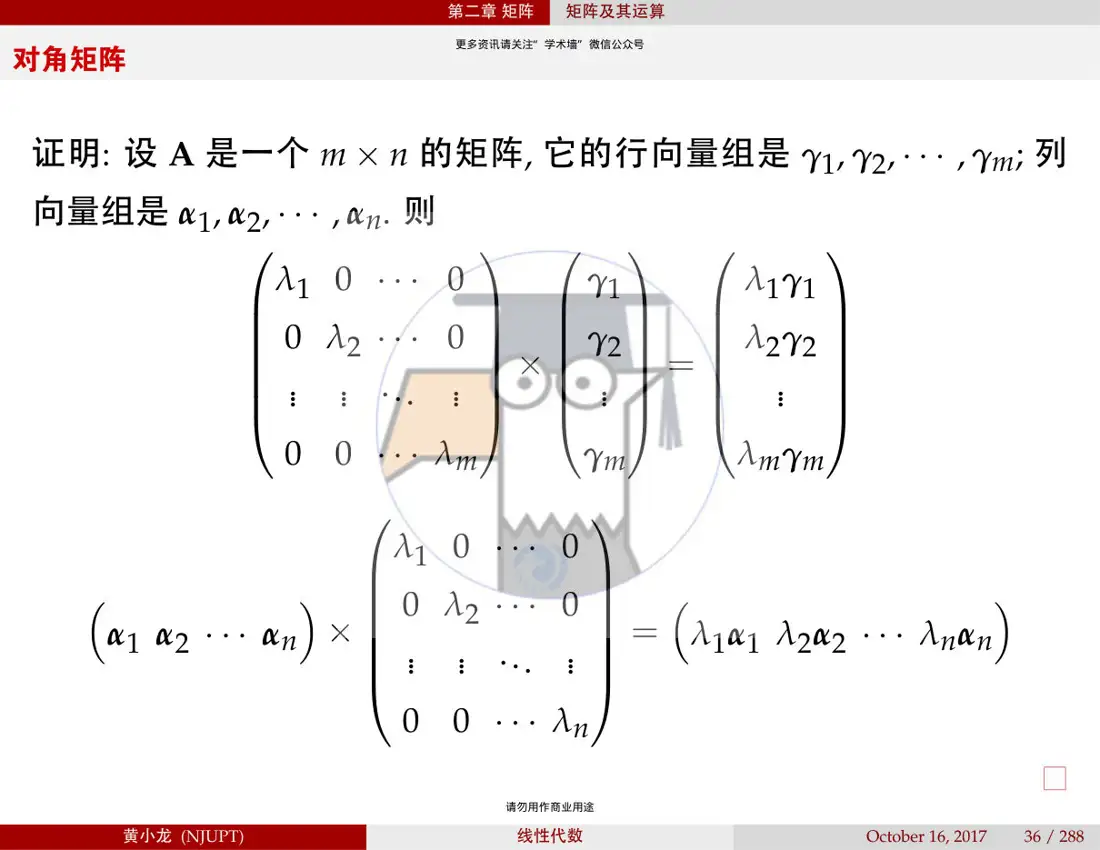 第二章 矩阵 矩阵及其运算
更多资讯请关注“学术墙”微信公众号
对角矩阵
证明: 设 A 是一个 m × n 的矩阵, 它的行向量组是 γ1, γ2, ··· , γm; 列
向量组是 α1, α2, ··· , αn. 则
λ1 0 ··· 0 γ1 λ1γ1
0 λ2 ··· 0 γ2 λ2γ2
× =
⋮ ⋮ ⋱ ⋮ ⋮ ⋮
0 0 ··· λm γm λmγm
λ1 0 ··· 0
0 λ2 ··· 0
(α1 α2 ··· αn) × = (λ1α1 λ2α2 ··· λnαn)
⋮ ⋮ ⋱ ⋮
0 0 ··· λn
□
请勿用作商业用途
黄小龙 (NJUPT) 线性代数 October 16, 2017 36 / 288